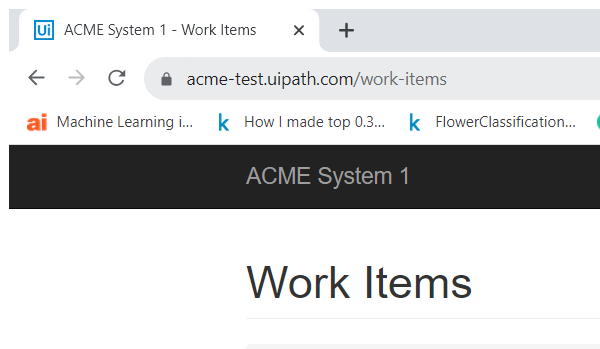 Ui ACME System 1 - Work Items
acme-test.uipath.com/work-items
ai Machine Learning i... k How I made top 0.3... k FlowerClassification...
ACME System 1
Work Items